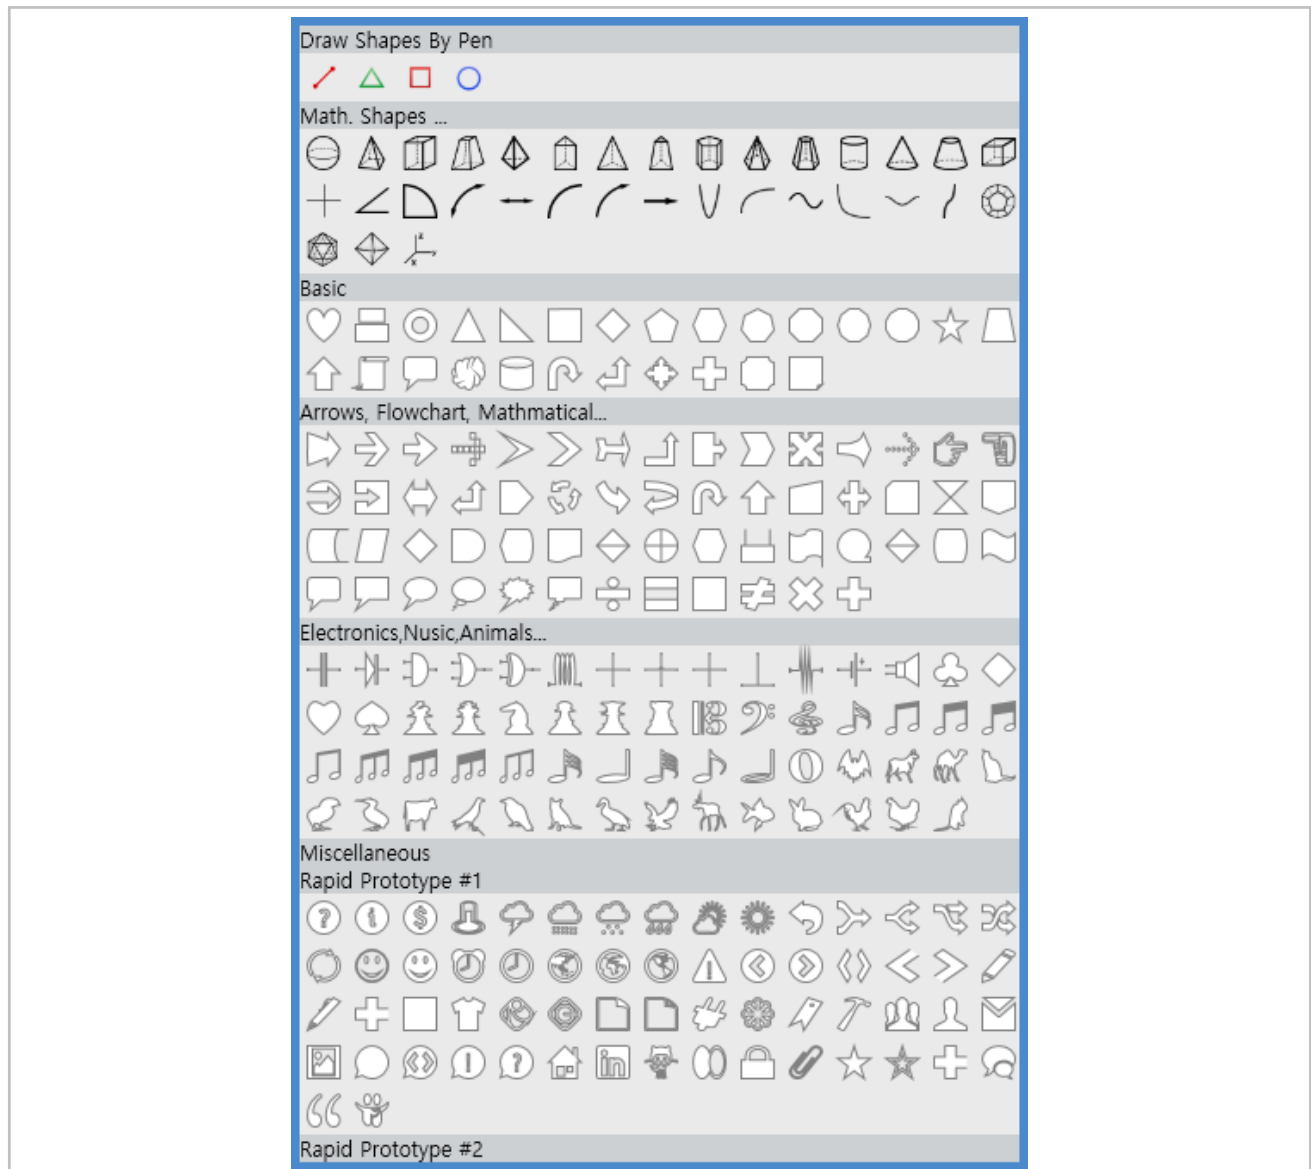 Draw Shapes By Pen
Math. Shapes ...
Basic
Arrows, Flowchart, Mathmatical...
Electronics,Nusic,Animals...
Miscellaneous
Rapid Prototype #1
Rapid Prototype #2